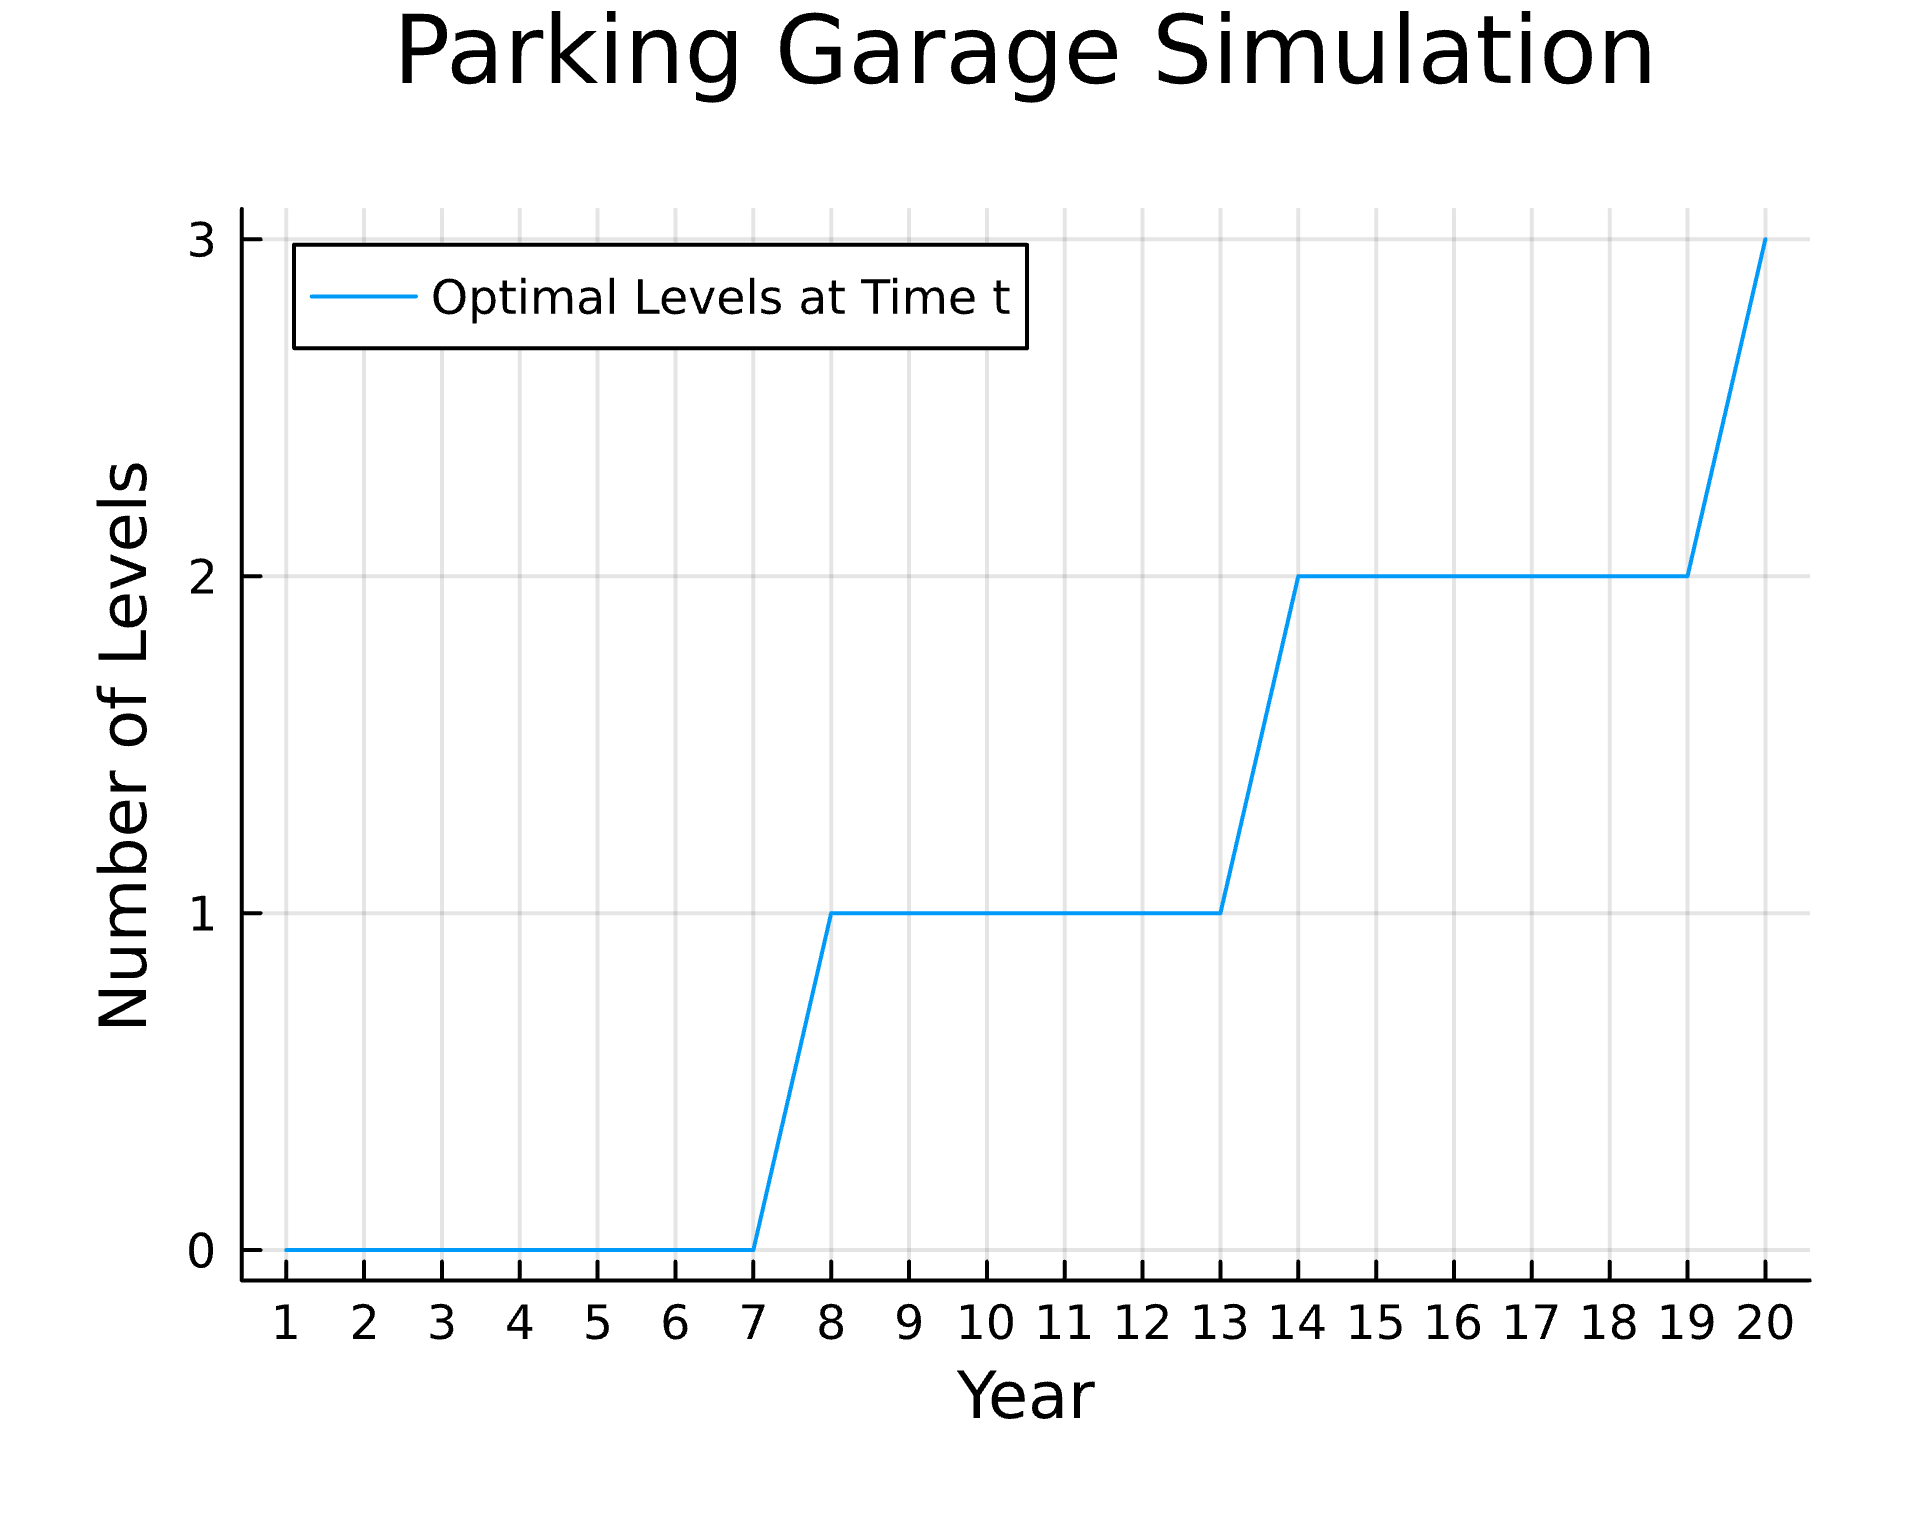 Parking Garage Simulation
3
Optimal Levels at Time t
2
1
0
Number of Levels
1 2 3 4 5 6 7 8 9 10 11 12 13 14 15 16 17 18 19 20
Year